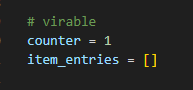 # virable
counter = 1
item_entries = []